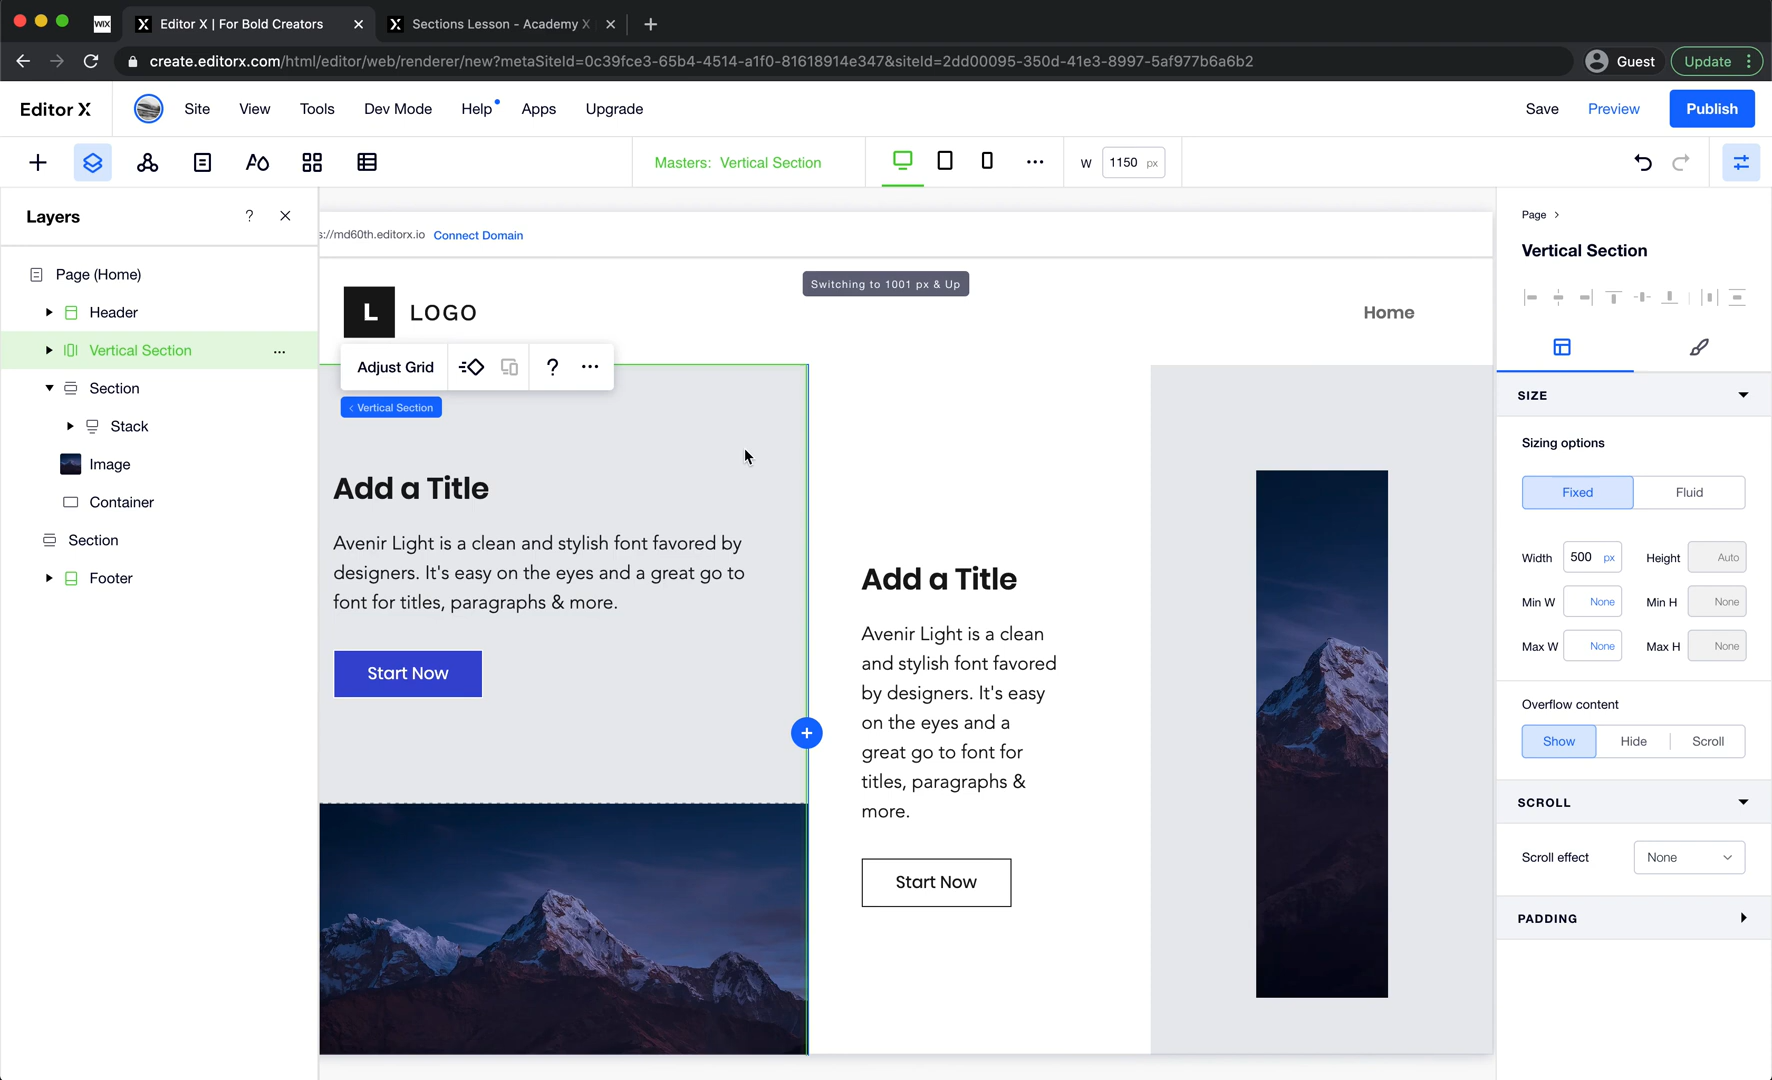 WIX
X
Editor X | For Bold Creators
X
Sections Lesson - Academy X
create.editorx.com/html/editor/web/renderer/new?metaSiteId=0c39fce3-65b4-4514-a1f0-81618914e347&siteId=2dd00095-350d-41e3-8997-5af977b6a6b2
Guest
Update
Editor X
Site
View
Tools
Dev Mode
Help
Apps
Upgrade
Save
Preview
Publish
Masters: Vertical Section
W
1150 px
Layers
?
Page (Home)
Header
Vertical Section
Section
Stack
Image
Container
Section
Footer
s://md60th.editorx.io
Connect Domain
Switching to 1001 px & Up
L
LOGO
Home
Adjust Grid
?
< Vertical Section
Add a Title
Avenir Light is a clean and stylish font favored by
designers. It's easy on the eyes and a great go to
font for titles, paragraphs & more.
Start Now
Add a Title
Avenir Light is a clean
and stylish font favored
by designers. It's easy
on the eyes and a
great go to font for
titles, paragraphs &
more.
Start Now
Page >
Vertical Section
SIZE
Sizing options
Fixed
Fluid
Width
500 px
Height
Auto
Min W
None
Min H
None
Max W
None
Max H
None
Overflow content
Show
Hide
Scroll
SCROLL
Scroll effect
None
PADDING